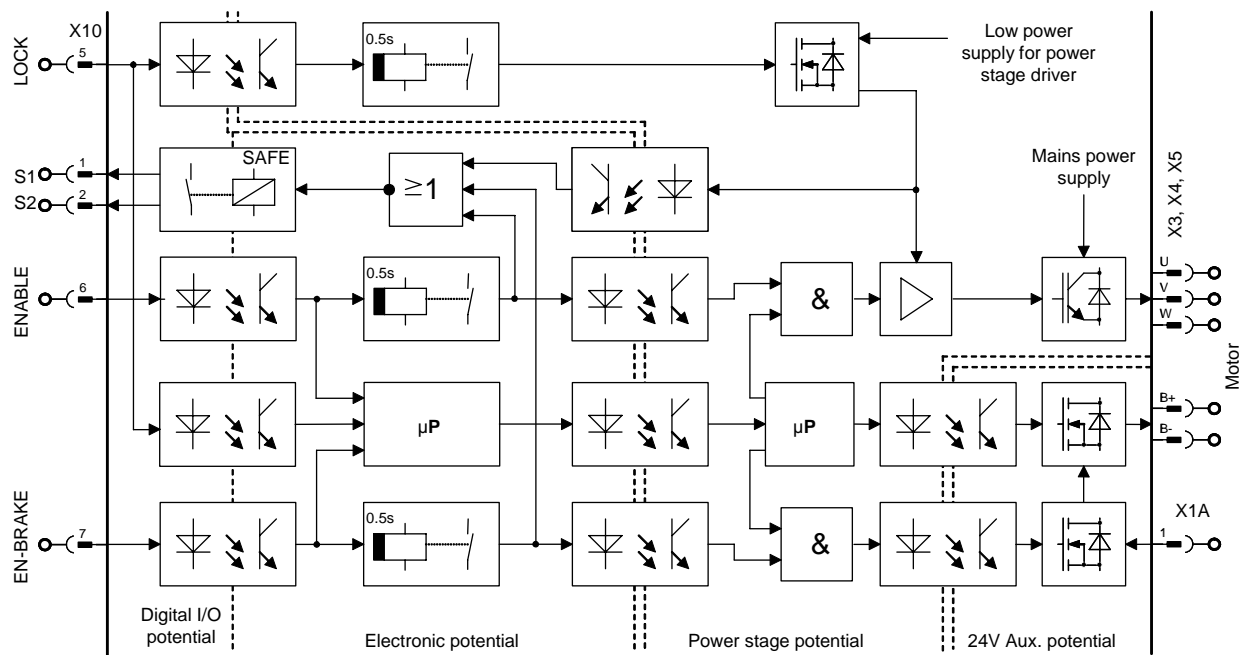 LOCK
X10
5
0.5s
Low power
supply for power
stage driver
S1
1
S2
2
SAFE
≥1
Mains power
supply
X3, X4, X5
ENABLE
6
0.5s
&
U
V
W
Motor
µP
µP
B+
B-
EN-BRAKE
7
0.5s
&
X1A
1
Digital I/O
potential
Electronic potential
Power stage potential
24V Aux. potential